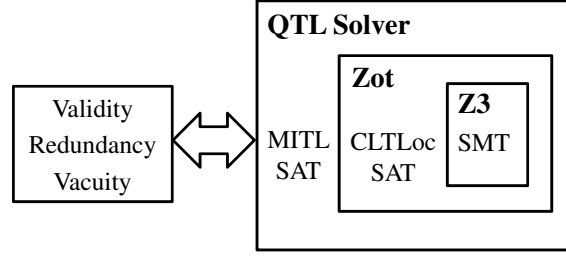 QTL Solver
Zot
Z3
Validity
Redundancy
Vacuity
MITL
SAT
CLTLoc
SAT
SMT